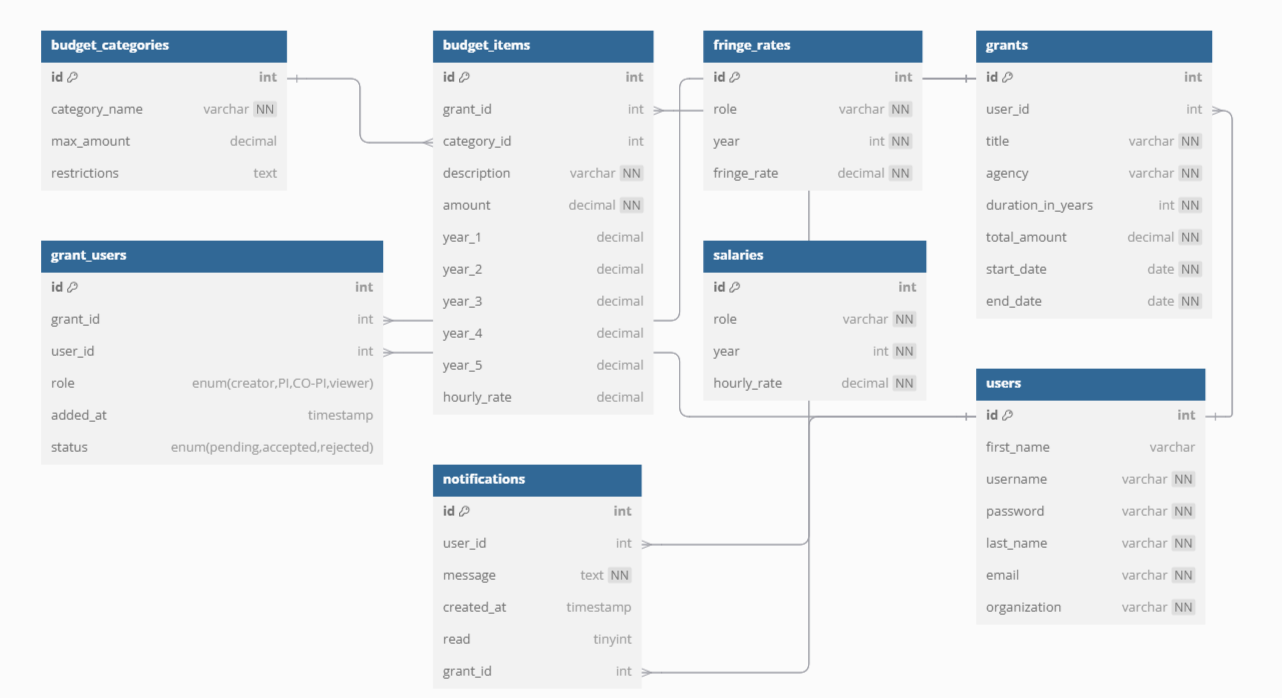 budget_categories
id int
category_name varchar NN
max_amount decimal
restrictions text
budget_items
id int
grant_id int
category_id int
description varchar NN
amount decimal NN
year_1 decimal
year_2 decimal
year_3 decimal
year_4 decimal
year_5 decimal
hourly_rate decimal
fringe_rates
id int
role varchar NN
year int NN
fringe_rate decimal NN
grants
id int
user_id int
title varchar NN
agency varchar NN
duration_in_years int NN
total_amount decimal NN
start_date date NN
end_date date NN
grant_users
id int
grant_id int
user_id int
role enum(creator,PI,CO-PI,viewer)
added_at timestamp
status enum(pending,accepted,rejected)
salaries
id int
role varchar NN
year int NN
hourly_rate decimal NN
users
id int
first_name varchar
username varchar NN
password varchar NN
last_name varchar NN
email varchar NN
organization varchar NN
notifications
id int
user_id int
message text NN
created_at timestamp
read tinyint
grant_id int